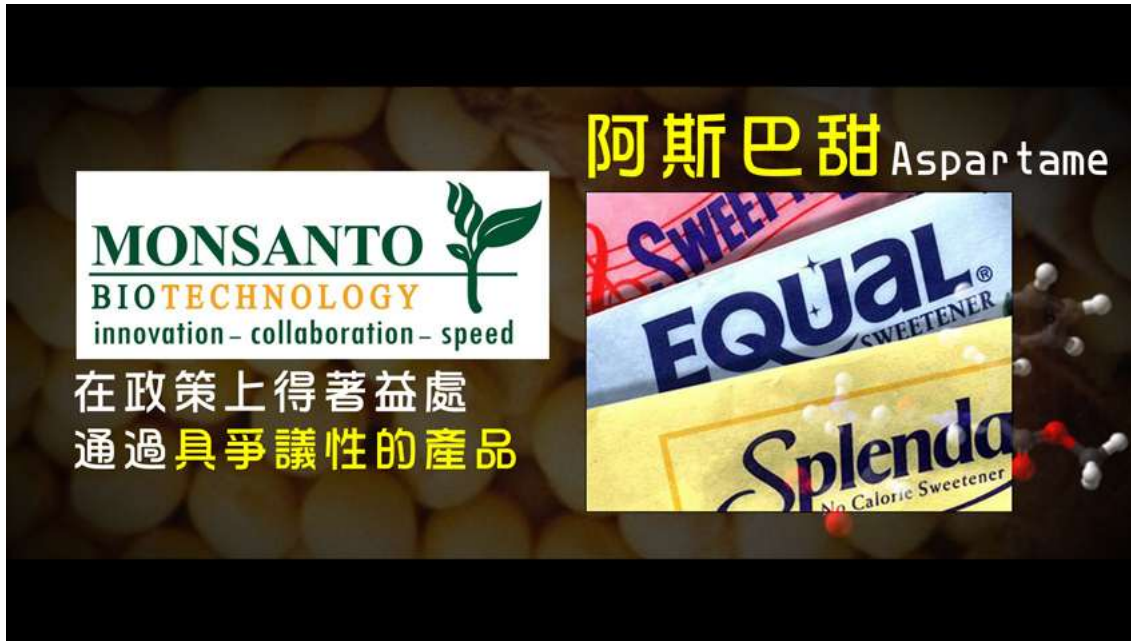 MONSANTO
BIOTECHNOLOGY
innovation – collaboration – speed
在政策上得著益處
通過具爭議性的產品
阿斯巴甜 Aspartame
EQUAL®
SWEETENER
Splenda
No Calorie Sweetener